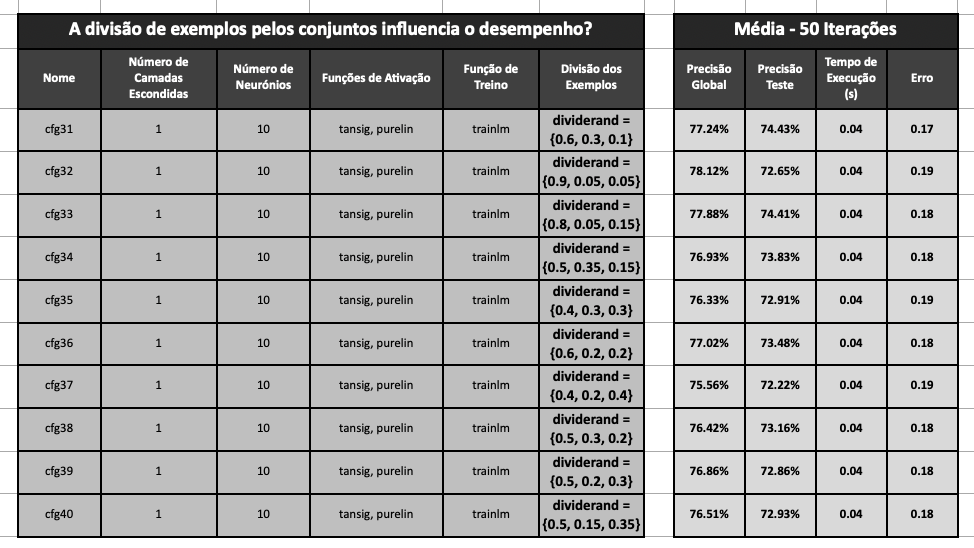 A divisão de exemplos pelos conjuntos influencia o desempenho? Média - 50 Iterações
Nome Número de Camadas Escondidas Número de Neurónios Funções de Ativação Função de Treino Divisão dos Exemplos Precisão Global Precisão Teste Tempo de Execução (s) Erro
cfg31 1 10 tansig, purelin trainlm dividerand = {0.6, 0.3, 0.1} 77.24% 74.43% 0.04 0.17
cfg32 1 10 tansig, purelin trainlm dividerand = {0.9, 0.05, 0.05} 78.12% 72.65% 0.04 0.19
cfg33 1 10 tansig, purelin trainlm dividerand = {0.8, 0.05, 0.15} 77.88% 74.41% 0.04 0.18
cfg34 1 10 tansig, purelin trainlm dividerand = {0.5, 0.35, 0.15} 76.93% 73.83% 0.04 0.18
cfg35 1 10 tansig, purelin trainlm dividerand = {0.4, 0.3, 0.3} 76.33% 72.91% 0.04 0.19
cfg36 1 10 tansig, purelin trainlm dividerand = {0.6, 0.2, 0.2} 77.02% 73.48% 0.04 0.18
cfg37 1 10 tansig, purelin trainlm dividerand = {0.4, 0.2, 0.4} 75.56% 72.22% 0.04 0.19
cfg38 1 10 tansig, purelin trainlm dividerand = {0.5, 0.3, 0.2} 76.42% 73.16% 0.04 0.18
cfg39 1 10 tansig, purelin trainlm dividerand = {0.5, 0.2, 0.3} 76.86% 72.86% 0.04 0.18
cfg40 1 10 tansig, purelin trainlm dividerand = {0.5, 0.15, 0.35} 76.51% 72.93% 0.04 0.18